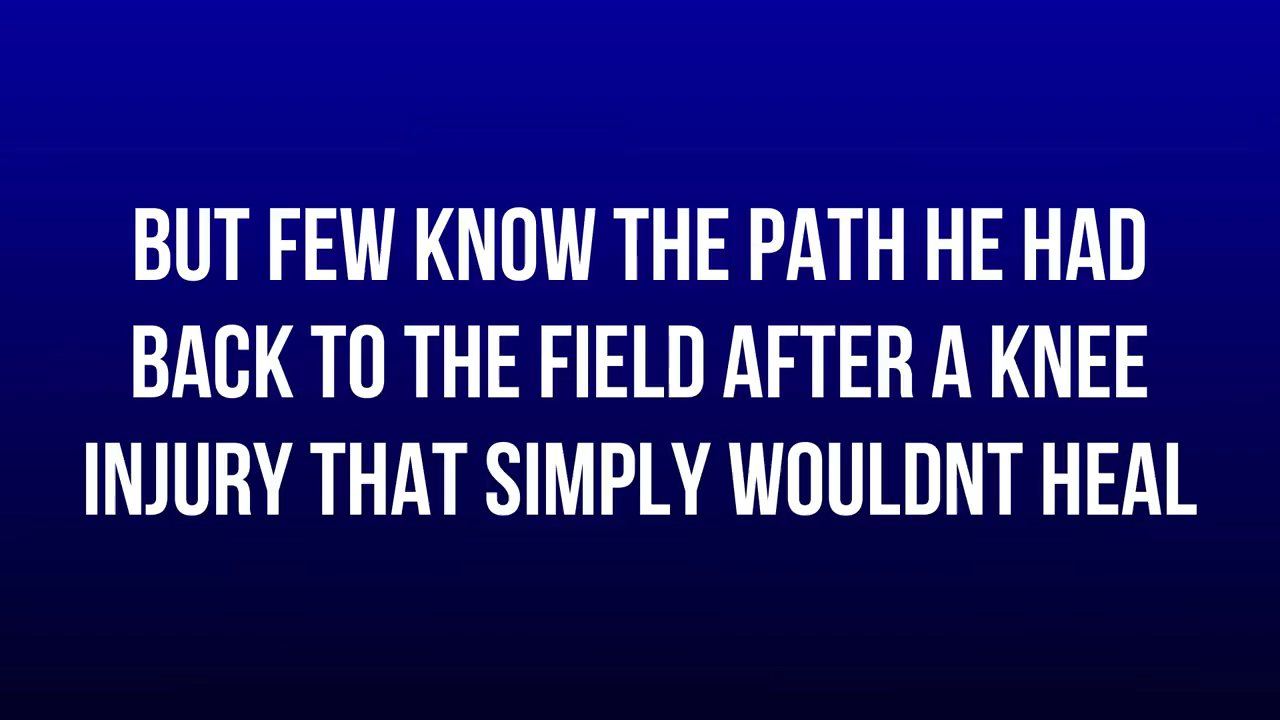 BUT FEW KNOW THE PATH HE HAD
BACK TO THE FIELD AFTER A KNEE
INJURY THAT SIMPLY WOULDNT HEAL